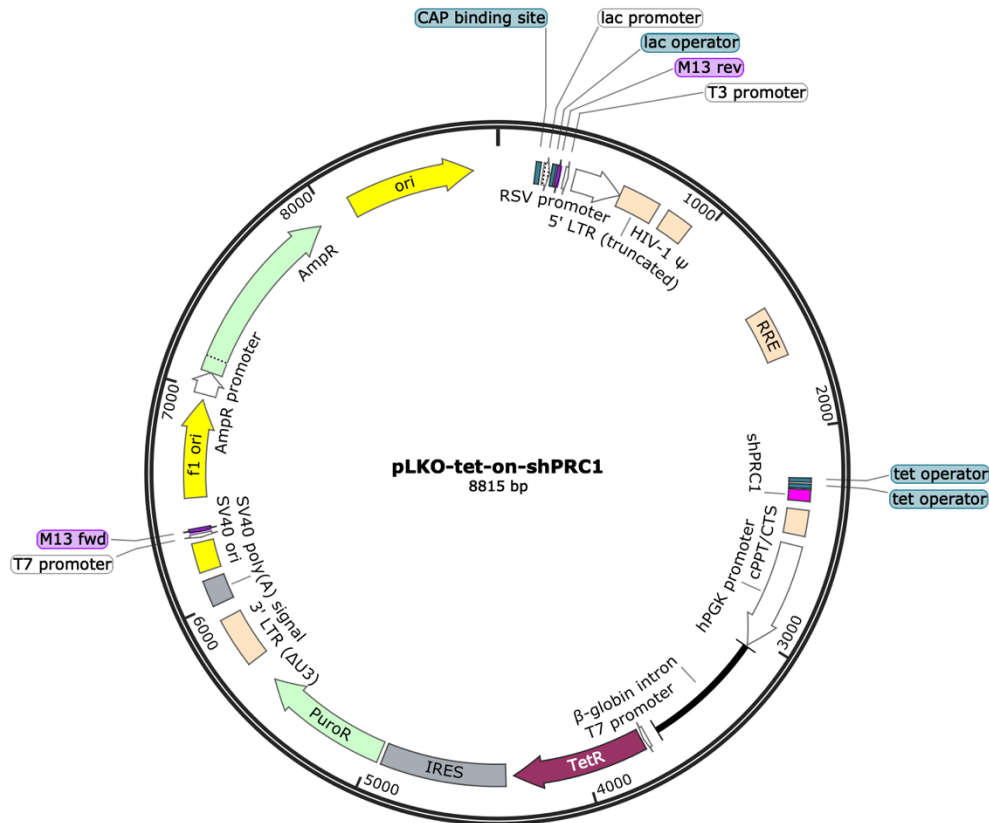 CAP binding site
lac promoter
lac operator
M13 rev
T3 promoter
RSV promoter
5' LTR (truncated)
HIV-1 Ψ
1000
RRE
2000
tet operator
tet operator
shPRC1
cPPT/CTS
hPGK promoter
3000
β-globin intron
T7 promoter
TetR
4000
IRES
5000
PuroR
3' LTR (ΔU3)
6000
SV40 poly(A) signal
SV40 ori
T7 promoter
M13 fwd
f1 ori
7000
AmpR promoter
AmpR
8000
ori
pLKO-tet-on-shPRC1
8815 bp